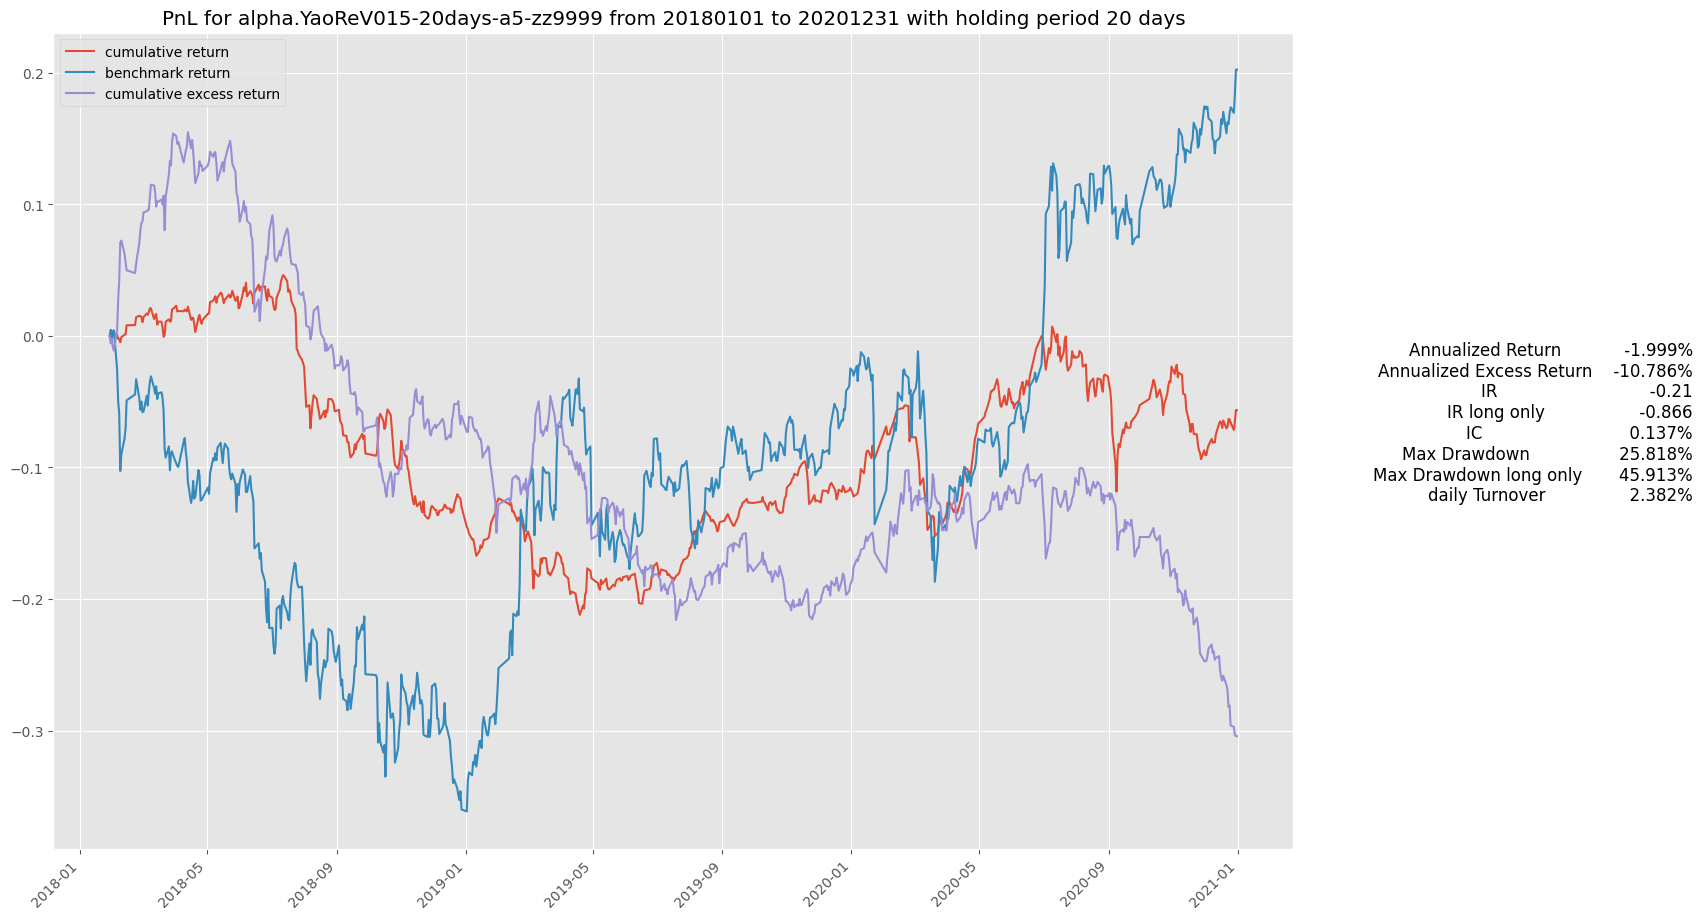 PnL for alpha.YaoReV015-20days-a5-zz9999 from 20180101 to 20201231 with holding period 20 days
cumulative return
benchmark return
cumulative excess return
0.2
0.1
0.0
−0.1
−0.2
−0.3
2018-01
2018-05
2018-09
2019-01
2019-05
2019-09
2020-01
2020-05
2020-09
2021-01
Annualized Return -1.999%
Annualized Excess Return -10.786%
IR -0.21
IR long only -0.866
IC 0.137%
Max Drawdown 25.818%
Max Drawdown long only 45.913%
daily Turnover 2.382%